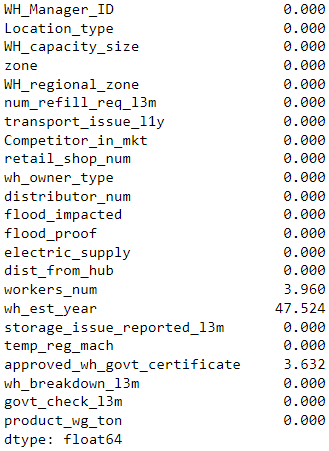 WH_Manager_ID 0.000
Location_type 0.000
WH_capacity_size 0.000
zone 0.000
WH_regional_zone 0.000
num_refill_req_l3m 0.000
transport_issue_l1y 0.000
Competitor_in_mkt 0.000
retail_shop_num 0.000
wh_owner_type 0.000
distributor_num 0.000
flood_impacted 0.000
flood_proof 0.000
electric_supply 0.000
dist_from_hub 0.000
workers_num 3.960
wh_est_year 47.524
storage_issue_reported_l3m 0.000
temp_reg_mach 0.000
approved_wh_govt_certificate 3.632
wh_breakdown_l3m 0.000
govt_check_l3m 0.000
product_wg_ton 0.000
dtype: float64